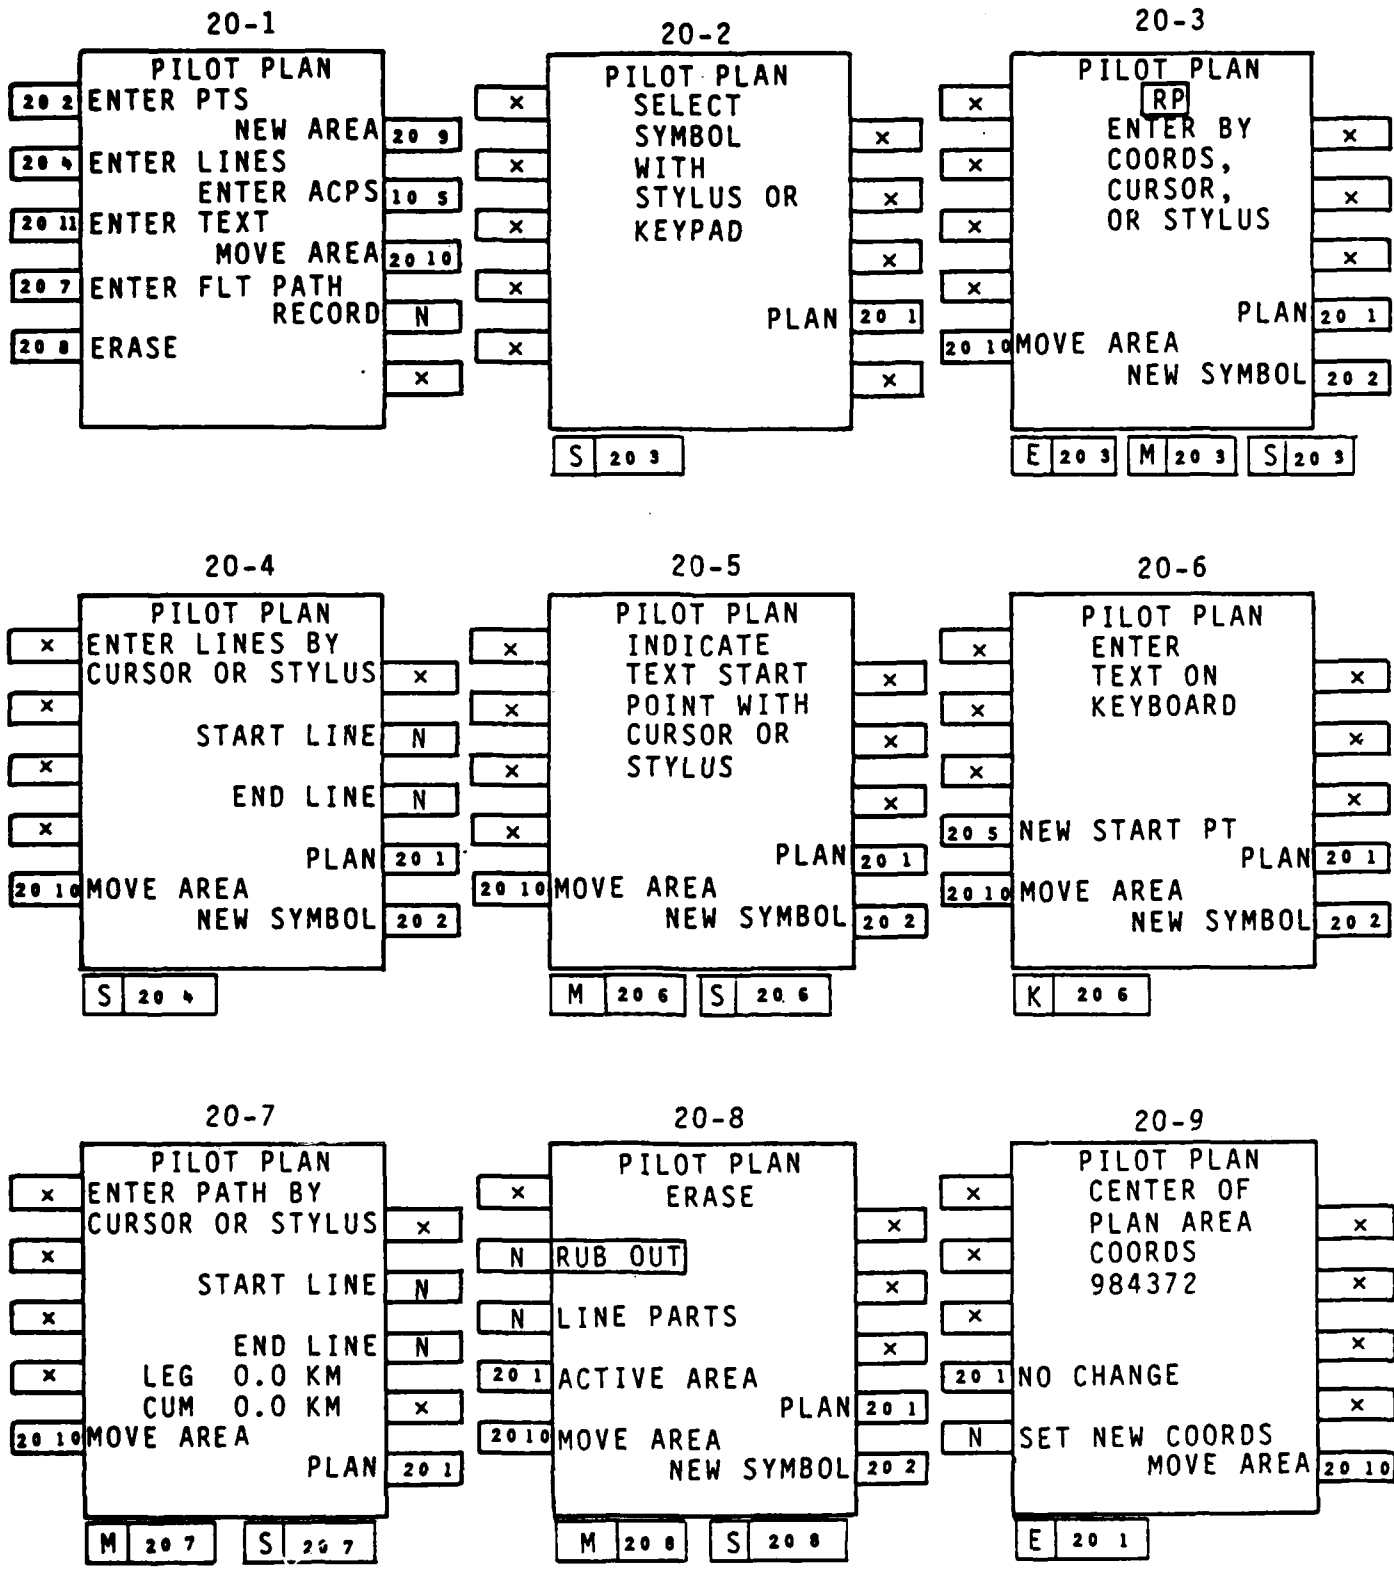 20-1
PILOT PLAN
20 2 ENTER PTS
NEW AREA 20 9
20 4 ENTER LINES
ENTER ACPS 10 5
20 11 ENTER TEXT
MOVE AREA 20 10
20 7 ENTER FLT PATH
RECORD N
20 8 ERASE
x
20-2
PILOT PLAN
x SELECT
SYMBOL x
x WITH
STYLUS OR x
x KEYPAD
x
x
PLAN 20 1
x
x
S 20 3
20-3
PILOT PLAN
x RP
ENTER BY x
x COORDS,
CURSOR, x
x OR STYLUS
x
x
PLAN 20 1
20 10 MOVE AREA
NEW SYMBOL 20 2
E 20 3 M 20 3 S 20 3
20-4
PILOT PLAN
x ENTER LINES BY
CURSOR OR STYLUS x
x
START LINE N
x
END LINE N
x
PLAN 20 1
20 10 MOVE AREA
NEW SYMBOL 20 2
S 20 4
20-5
PILOT PLAN
x INDICATE
TEXT START x
x POINT WITH
CURSOR OR x
x STYLUS
x
x
PLAN 20 1
20 10 MOVE AREA
NEW SYMBOL 20 2
M 20 6 S 20 6
20-6
PILOT PLAN
x ENTER
TEXT ON x
x KEYBOARD
x
x
x
20 5 NEW START PT
PLAN 20 1
20 10 MOVE AREA
NEW SYMBOL 20 2
K 20 6
20-7
PILOT PLAN
x ENTER PATH BY
CURSOR OR STYLUS x
x
START LINE N
x
END LINE N
x LEG 0.0 KM
CUM 0.0 KM x
20 10 MOVE AREA
PLAN 20 1
M 20 7 S 20 7
20-8
PILOT PLAN
x ERASE
x
N RUB OUT
x
N LINE PARTS
x
20 1 ACTIVE AREA
PLAN 20 1
20 10 MOVE AREA
NEW SYMBOL 20 2
M 20 8 S 20 8
20-9
PILOT PLAN
x CENTER OF
PLAN AREA x
x COORDS
984372 x
x
x
20 1 NO CHANGE
x
N SET NEW COORDS
MOVE AREA 20 10
E 20 1